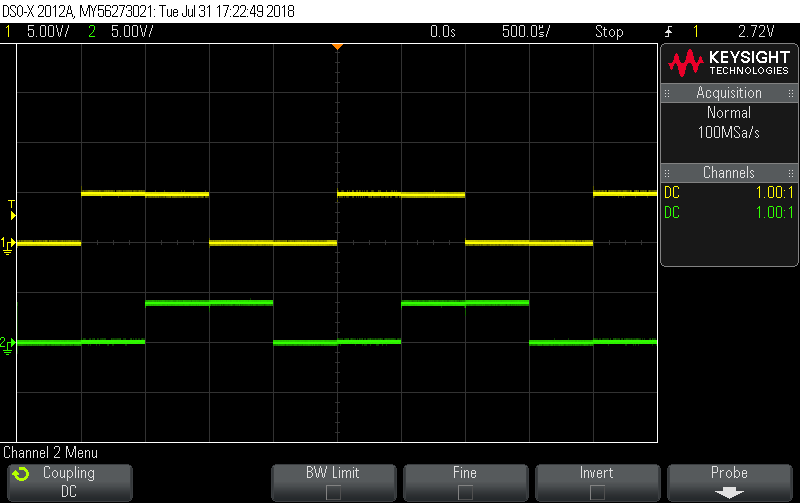 DSO-X 2012A, MY56273021: Tue Jul 31 17:22:49 2018
1 5.00V/ 2 5.00V/ 0.0s 500.0s/ Stop 1 2.72V
KEYSIGHT
TECHNOLOGIES
Acquisition
Normal
100MSa/s
Channels
DC 1.00:1
DC 1.00:1
T
1
2
Channel 2 Menu
Coupling
DC
BW Limit
Fine
Invert
Probe